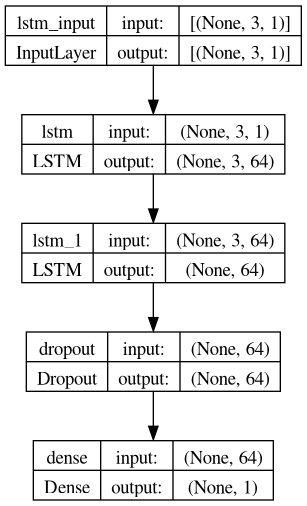 lstm_input input: [(None, 3, 1)]
InputLayer output: [(None, 3, 1)]
lstm input: (None, 3, 1)
LSTM output: (None, 3, 64)
lstm_1 input: (None, 3, 64)
LSTM output: (None, 64)
dropout input: (None, 64)
Dropout output: (None, 64)
dense input: (None, 64)
Dense output: (None, 1)